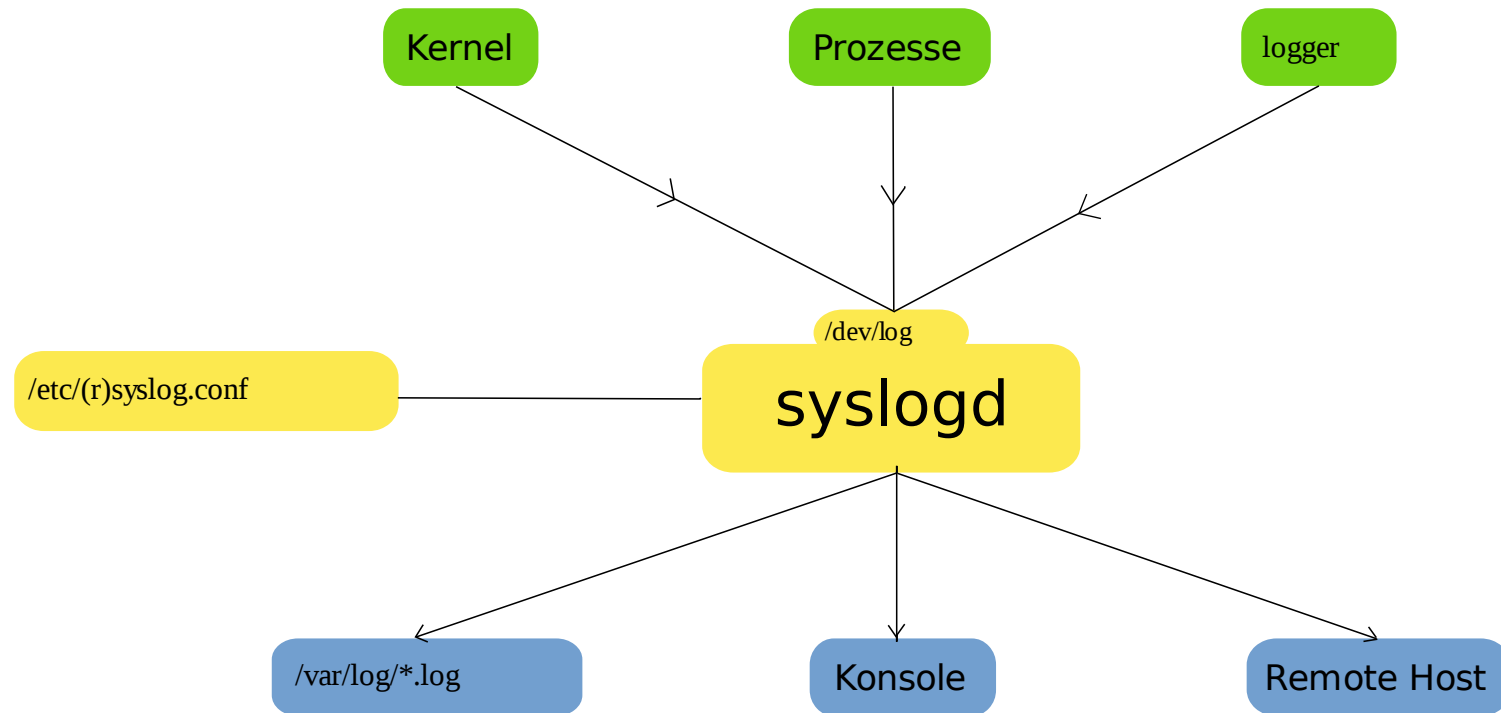 Kernel
Prozesse
logger
/dev/log
/etc/(r)syslog.conf
syslogd
/var/log/*.log
Konsole
Remote Host